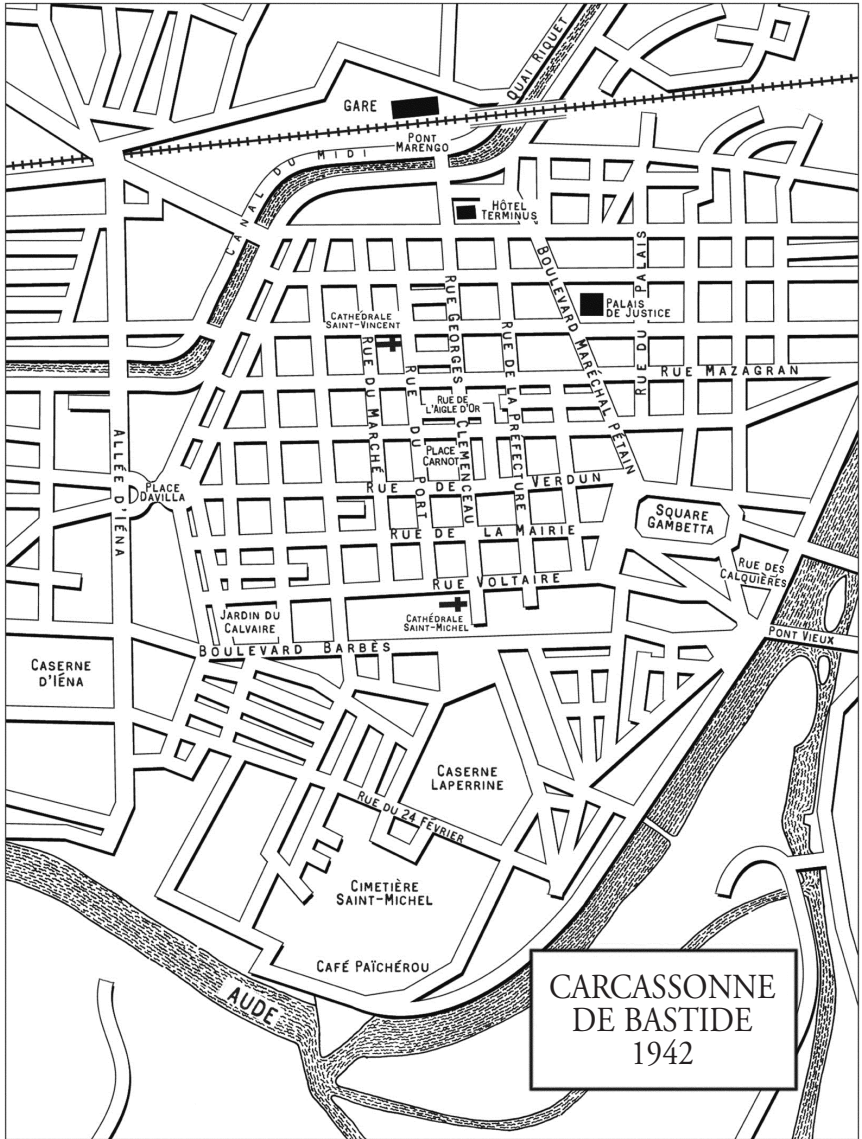 QUAI RIQUET
GARE
PONT
MARENGO
CANAL DU MIDI
HÔTEL
TERMINUS
BOULEVARD MARÉCHAL PÉTAIN
RUE DU PALAIS
PALAIS
DE JUSTICE
CATHÉDRALE
SAINT-VINCENT
RUE GEORGES CLEMENCEAU
RUE DE LA PRÉFECTURE
RUE DU MARCHÉ
RUE DU PORT
RUE MAZAGRAN
RUE DE
L'AIGLE D'OR
PLACE
CARNOT
ALLÉE D'IÉNA
PLACE
DAVILLA
RUE DE VERDUN
SQUARE
GAMBETTA
RUE DE LA MAIRIE
RUE DES
CALQUIÈRES
RUE VOLTAIRE
JARDIN DU
CALVAIRE
CATHÉDRALE
SAINT-MICHEL
PONT VIEUX
BOULEVARD BARBÈS
CASERNE
D'IÉNA
CASERNE
LAPERRINE
RUE DU 24 FÉVRIER
CIMETIÈRE
SAINT-MICHEL
CAFÉ PAÏCHÉROU
AUDE
CARCASSONNE
DE BASTIDE
1942